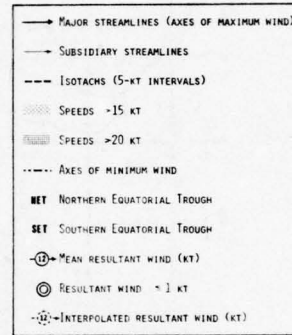 MAJOR STREAMLINES (AXES OF MAXIMUM WIND)
SUBSIDIARY STREAMLINES
ISOTACHS (5-KT INTERVALS)
SPEEDS >15 KT
SPEEDS >20 KT
AXES OF MINIMUM WIND
NET NORTHERN EQUATORIAL TROUGH
SET SOUTHERN EQUATORIAL TROUGH
12 MEAN RESULTANT WIND (KT)
RESULTANT WIND 1 KT
12 INTERPOLATED RESULTANT WIND (KT)